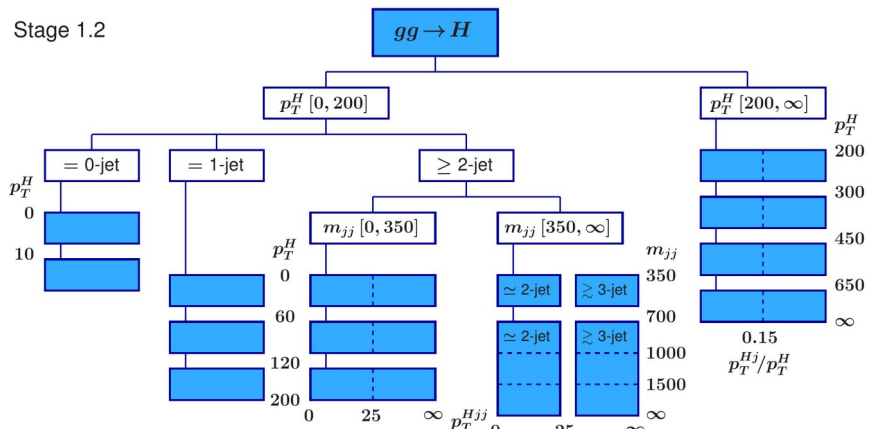 Stage 1.2
gg → H
p_T^H [0, 200]
p_T^H [200, ∞]
= 0-jet
= 1-jet
≥ 2-jet
p_T^H
0
10
m_jj [0, 350]
m_jj [350, ∞]
p_T^H
0
60
120
200
0 25 ∞
m_jj
350
700
1000
1500
∞
≃ 2-jet
≳ 3-jet
≃ 2-jet
≳ 3-jet
p_T^Hjj
0 25 ∞
p_T^H
200
300
450
650
∞
0.15
p_T^Hj/p_T^H